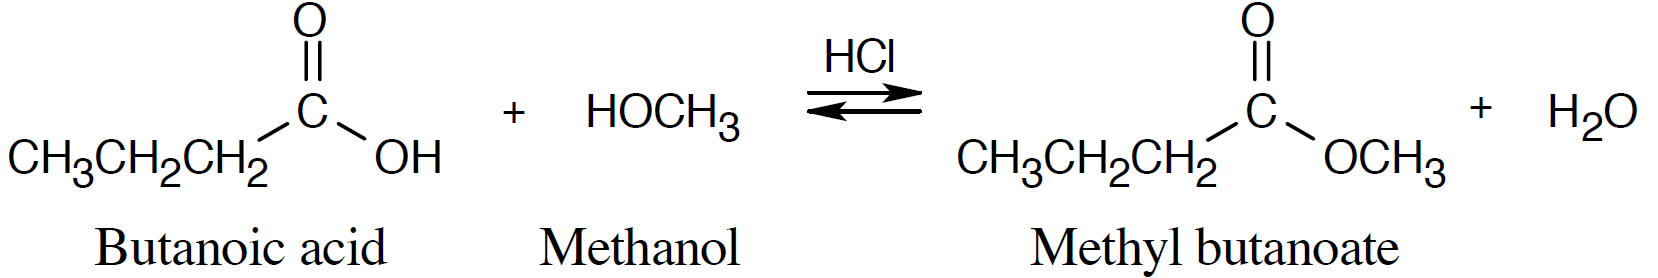 O O
HCl
C + HOCH3 C + H2O
CH3CH2CH2 OH CH3CH2CH2 OCH3
Butanoic acid Methanol Methyl butanoate